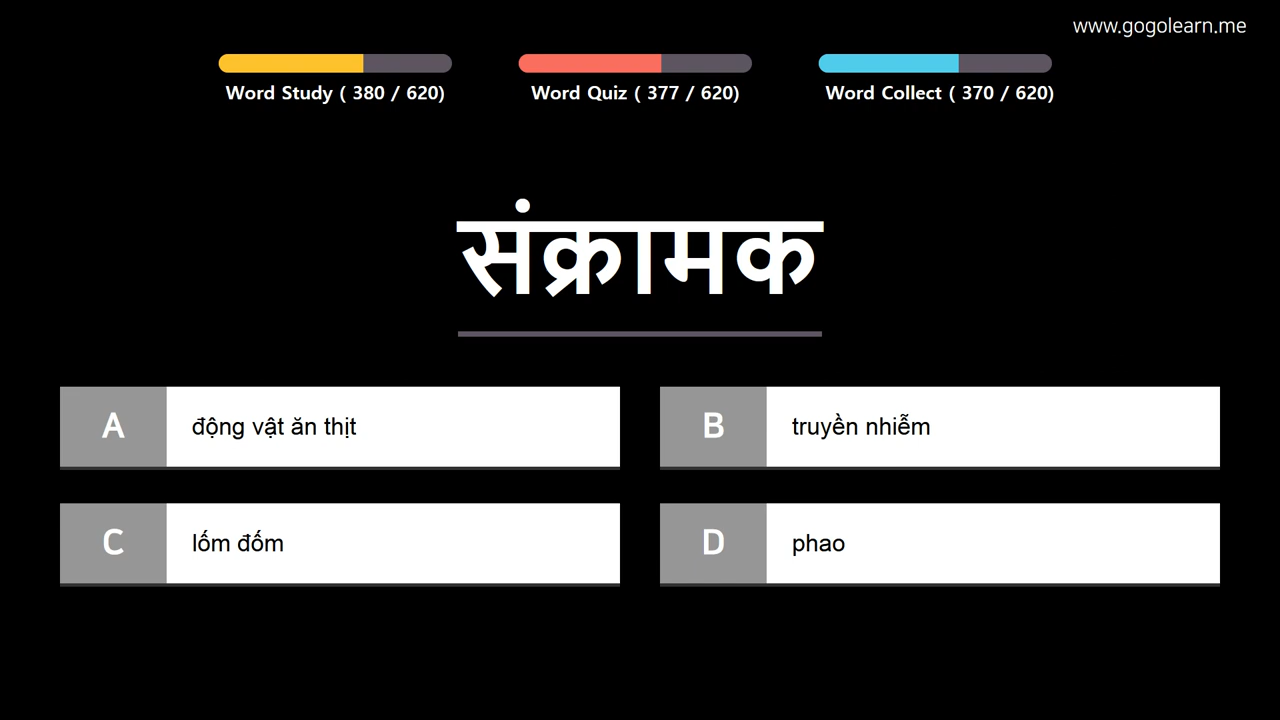 www.gogolearn.me
Word Study ( 380 / 620)
Word Quiz ( 377 / 620)
Word Collect ( 370 / 620)
संक्रामक
A động vật ăn thịt
B truyền nhiễm
C lốm đốm
D phao